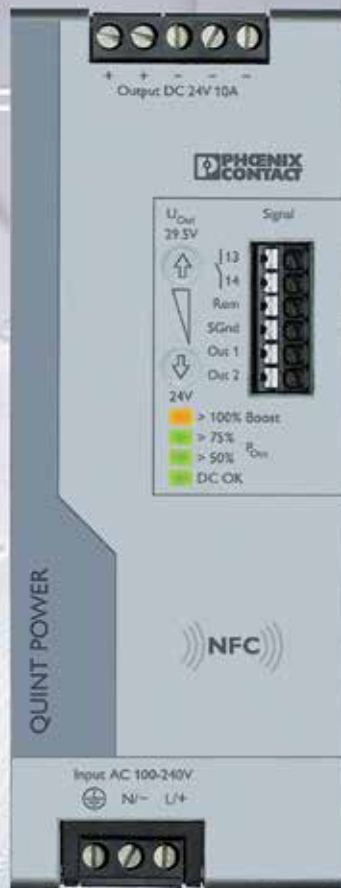 + + − − −
Output DC 24V 10A
PHŒNIX
CONTACT
UOut
29.5V
Signal
13
14
Rem
SGnd
Out 1
Out 2
24V
> 100% Boost
> 75%
> 50%
POut
DC OK
NFC
QUINT POWER
Input AC 100-240V
N/− L/+